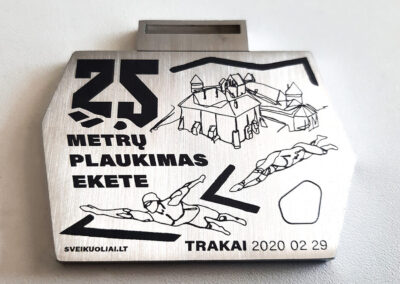 25
METRŲ
PLAUKIMAS
EKETE
SVEIKUOLIAI.LT
TRAKAI 2020 02 29